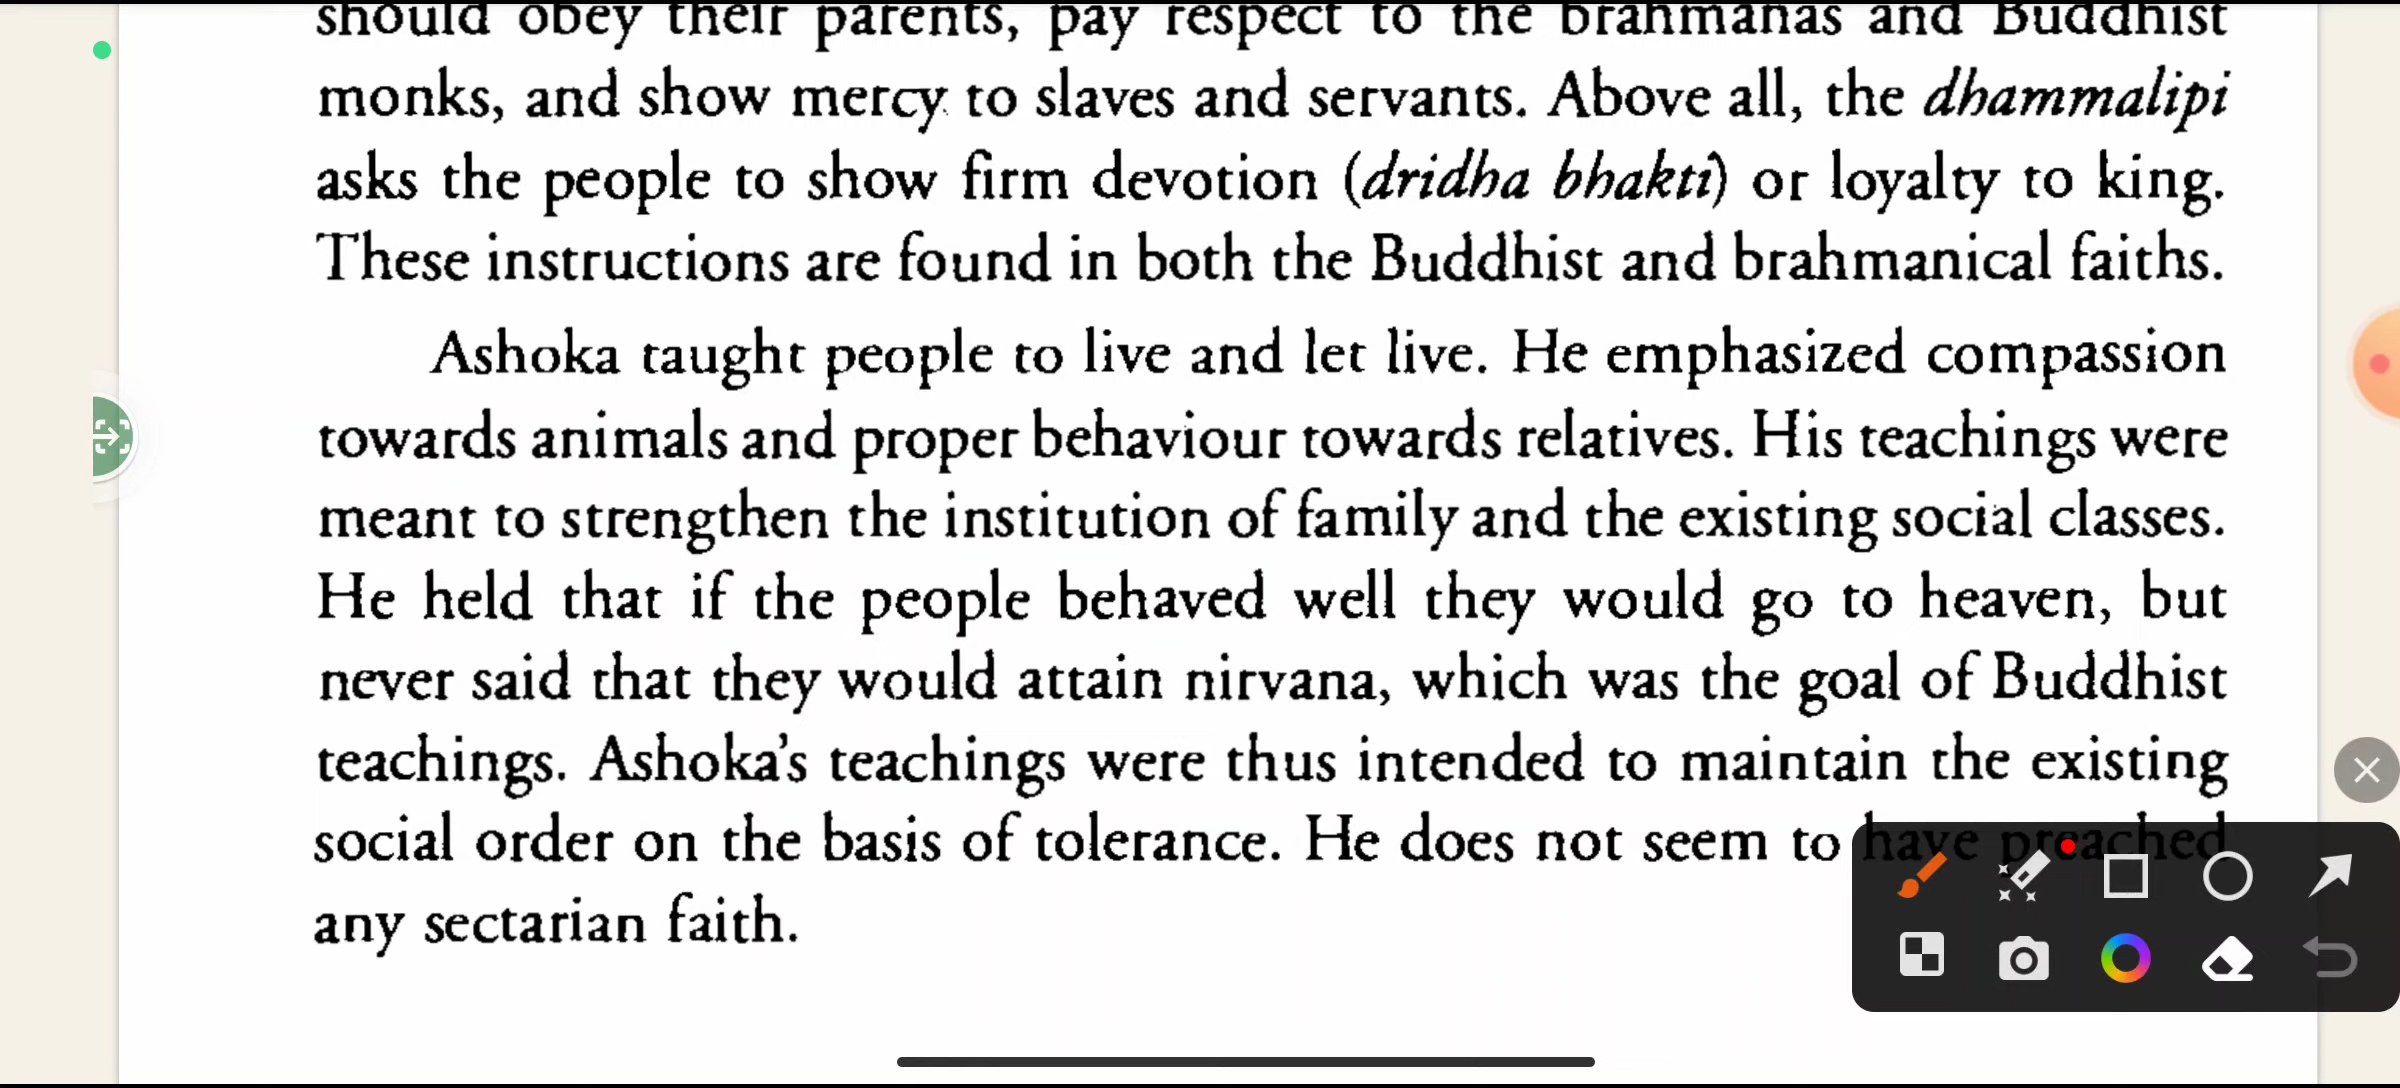 should obey their parents, pay respect to the brahmanas and Buddhist
monks, and show mercy to slaves and servants. Above all, the dhammalipi
asks the people to show firm devotion (dridha bhakti) or loyalty to king.
These instructions are found in both the Buddhist and brahmanical faiths.
Ashoka taught people to live and let live. He emphasized compassion
towards animals and proper behaviour towards relatives. His teachings were
meant to strengthen the institution of family and the existing social classes.
He held that if the people behaved well they would go to heaven, but
never said that they would attain nirvana, which was the goal of Buddhist
teachings. Ashoka's teachings were thus intended to maintain the existing
social order on the basis of tolerance. He does not seem to have preached
any sectarian faith.